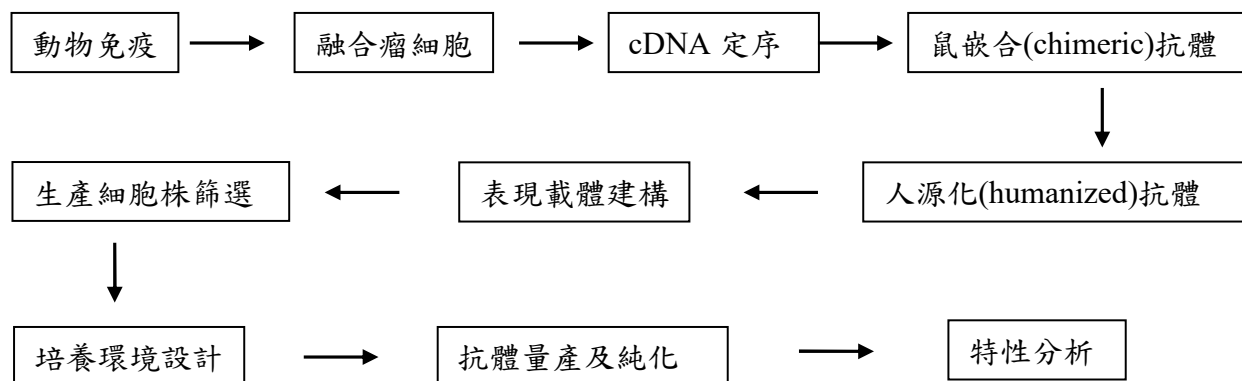 動物免疫
融合瘤細胞
cDNA 定序
鼠嵌合(chimeric)抗體
人源化(humanized)抗體
表現載體建構
生產細胞株篩選
培養環境設計
抗體量產及純化
特性分析